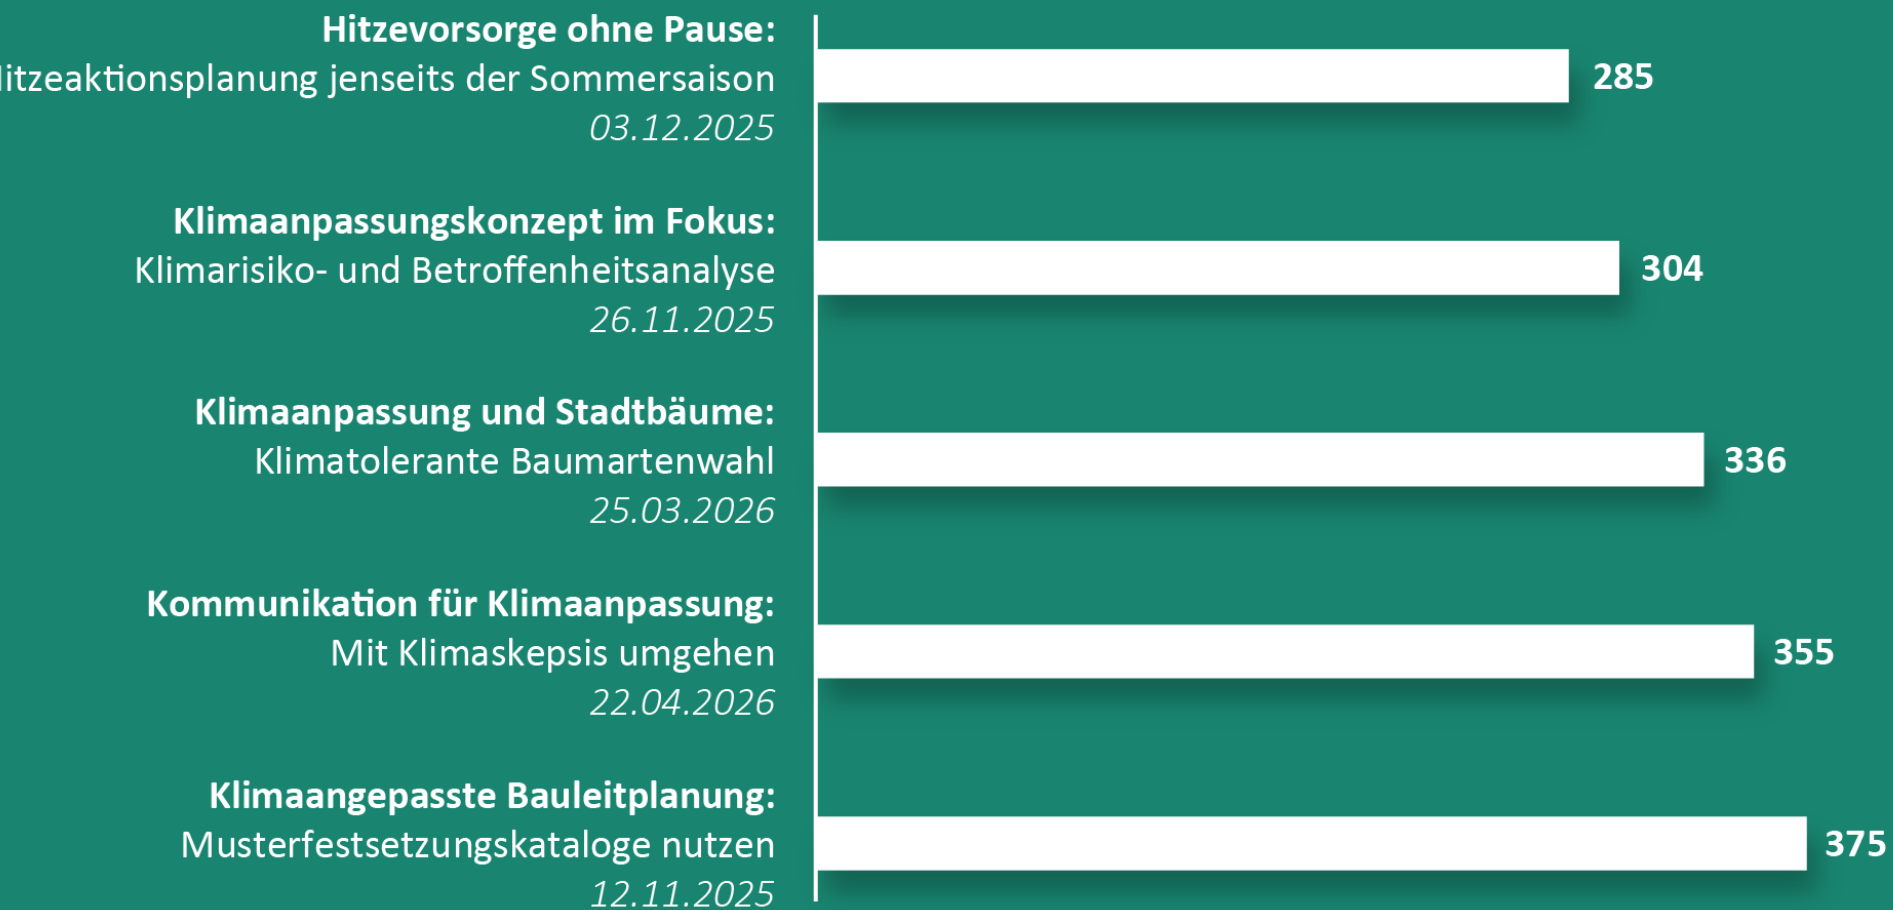 Hitzevorsorge ohne Pause:
itzeaktionsplanung jenseits der Sommersaison
03.12.2025
285
Klimaanpassungskonzept im Fokus:
Klimarisiko- und Betroffenheitsanalyse
26.11.2025
304
Klimaanpassung und Stadtbäume:
Klimatolerante Baumartenwahl
25.03.2026
336
Kommunikation für Klimaanpassung:
Mit Klimaskepsis umgehen
22.04.2026
355
Klimaangepasste Bauleitplanung:
Musterfestsetzungskataloge nutzen
12.11.2025
375